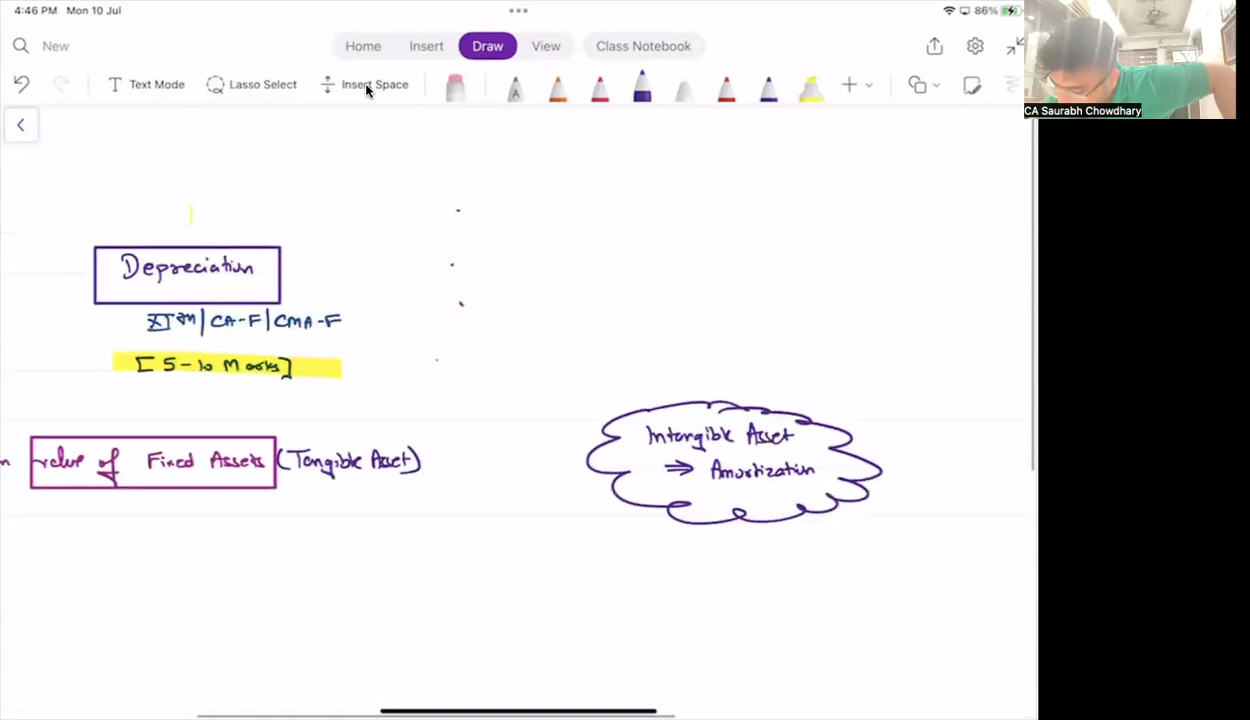 4:46 PM Mon 10 Jul
86%
New
Home
Insert
Draw
View
Class Notebook
Text Mode
Lasso Select
Insert Space
A
CA Saurabh Chowdhary
Depreciation
XI th | CA-F | CMA-F
[5-10 Marks]
n value of Fixed Assets (Tangible Asset)
Intangible Asset
⇒ Amortization